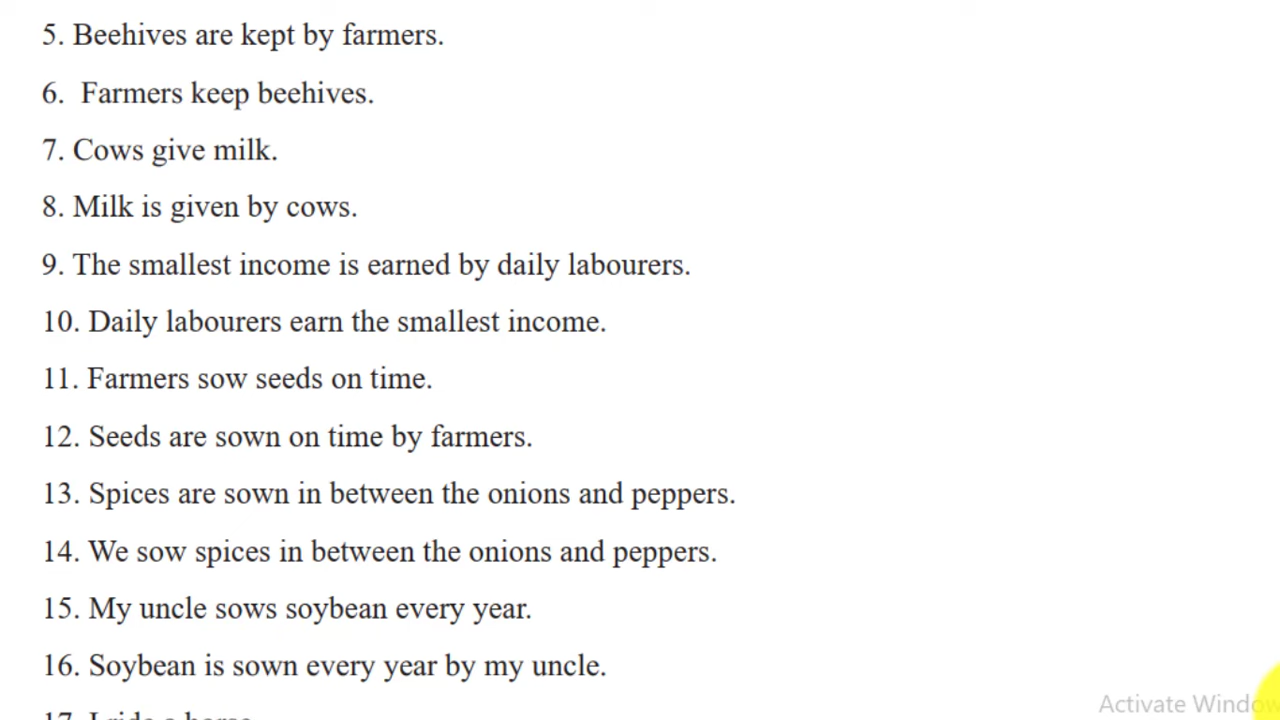 5. Beehives are kept by farmers.
6. Farmers keep beehives.
7. Cows give milk.
8. Milk is given by cows.
9. The smallest income is earned by daily labourers.
10. Daily labourers earn the smallest income.
11. Farmers sow seeds on time.
12. Seeds are sown on time by farmers.
13. Spices are sown in between the onions and peppers.
14. We sow spices in between the onions and peppers.
15. My uncle sows soybean every year.
16. Soybean is sown every year by my uncle.
17. I ride a horse.
Activate Window